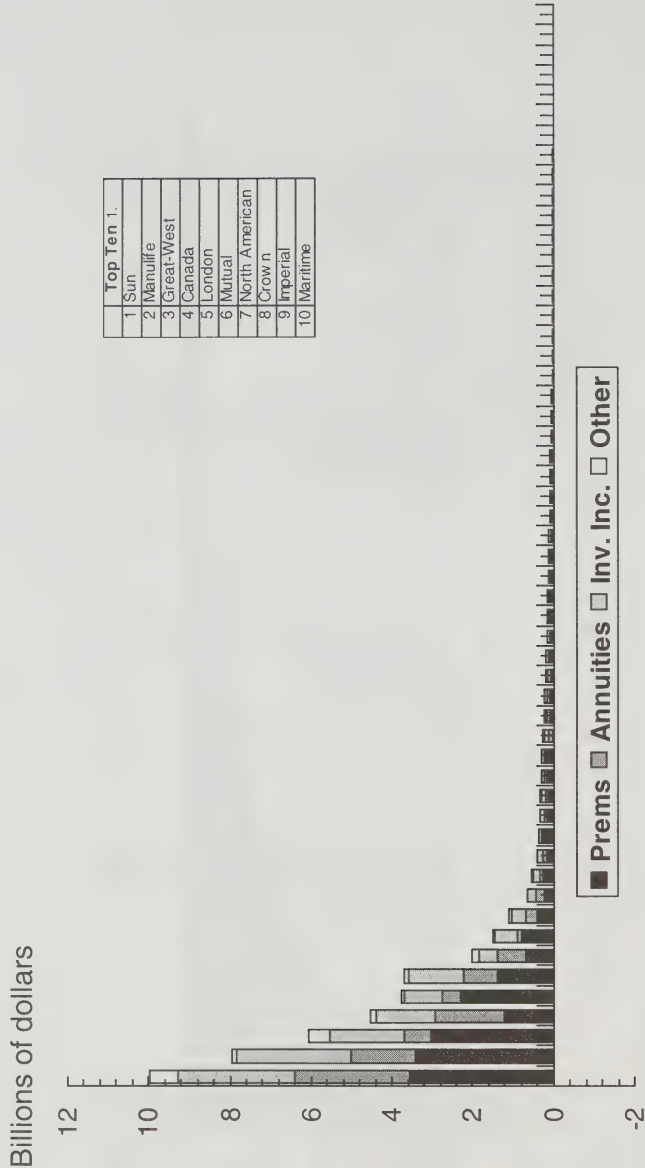 Billions of dollars
12
10
8
6
4
2
0
-2
Top Ten 1.
1 Sun
2 Manulife
3 Great-West
4 Canada
5 London
6 Mutual
7 North American
8 Crown
9 Imperial
10 Maritime
Prems Annuities Inv. Inc. Other